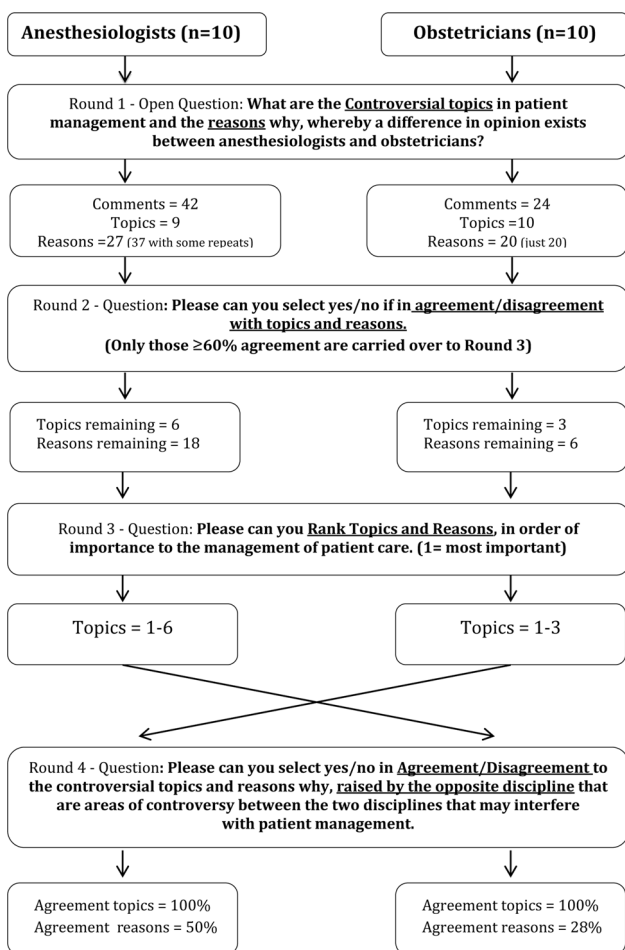 Anesthesiologists (n=10)
Obstetricians (n=10)
Round 1 - Open Question: What are the Controversial topics in patient
management and the reasons why, whereby a difference in opinion exists
between anesthesiologists and obstetricians?
Comments = 42
Topics = 9
Reasons =27 (37 with some repeats)
Comments = 24
Topics =10
Reasons = 20 (just 20)
Round 2 - Question: Please can you select yes/no if in agreement/disagreement
with topics and reasons.
(Only those ≥60% agreement are carried over to Round 3)
Topics remaining = 6
Reasons remaining = 18
Topics remaining = 3
Reasons remaining = 6
Round 3 - Question: Please can you Rank Topics and Reasons, in order of
importance to the management of patient care. (1= most important)
Topics = 1-6
Topics = 1-3
Round 4 - Question: Please can you select yes/no in Agreement/Disagreement to
the controversial topics and reasons why, raised by the opposite discipline that
are areas of controversy between the two disciplines that may interfere
with patient management.
Agreement topics = 100%
Agreement reasons = 50%
Agreement topics = 100%
Agreement reasons = 28%